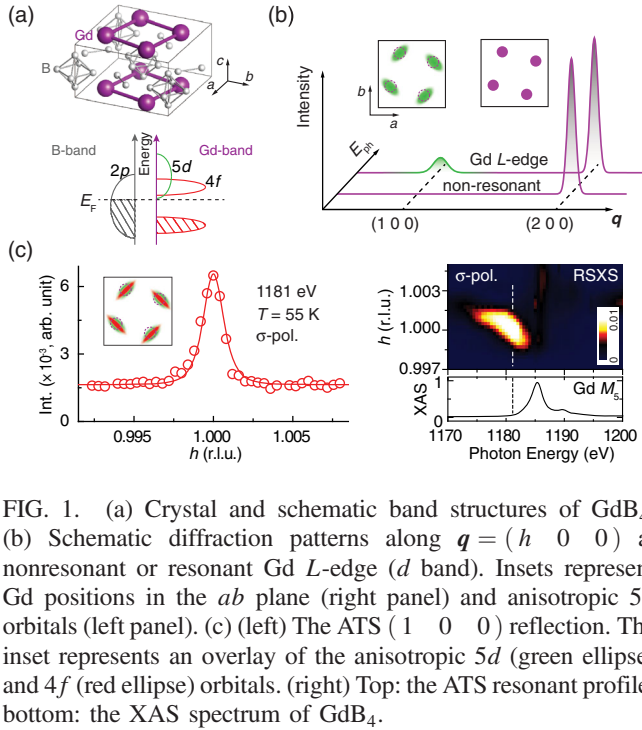 (a)
Gd
B
c
b
a
B-band
Energy
Gd-band
2p
5d
4f
E_F
(b)
Intensity
b
a
E_ph
Gd L-edge
non-resonant
(1 0 0)
(2 0 0)
q
(c)
Int. (× 10⁻³, arb. unit)
6
3
0
1181 eV
T = 55 K
σ-pol.
0.995 1.000 1.005
h (r.l.u.)
σ-pol. RSXS
h (r.l.u.)
1.003
1.000
0.997
0.01
0
XAS
1
0
Gd M₅
1170 1180 1190 1200
Photon Energy (eV)
FIG. 1. (a) Crystal and schematic band structures of GdB₄
(b) Schematic diffraction patterns along q = (h 0 0) a
nonresonant or resonant Gd L-edge (d band). Insets represen
Gd positions in the ab plane (right panel) and anisotropic 5
orbitals (left panel). (c) (left) The ATS (1 0 0) reflection. Th
inset represents an overlay of the anisotropic 5d (green ellipse
and 4f (red ellipse) orbitals. (right) Top: the ATS resonant profile
bottom: the XAS spectrum of GdB₄.